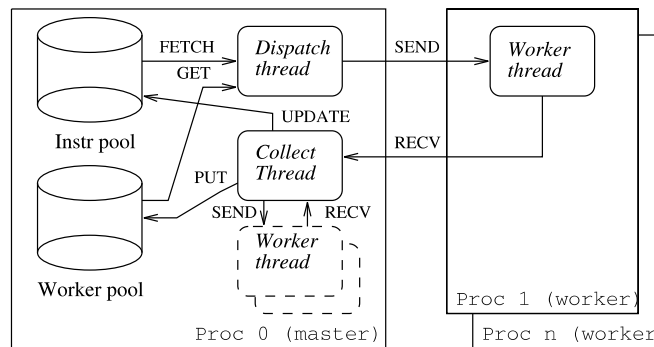 FETCH
Dispatch
thread
SEND
Worker
thread
GET
UPDATE
Instr pool
Collect
Thread
RECV
PUT
SEND
RECV
Worker
thread
Worker pool
Proc 1 (worker)
Proc 0 (master)
Proc n (worker